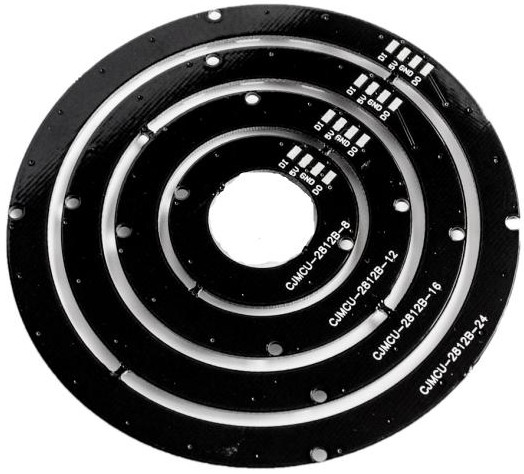 DI 5V GND DO
DI 5V GND DO
DI 5V GND DO
DI 5V GND DO
CJMCU-2812B-8
CJMCU-2812B-12
CJMCU-2812B-16
CJMCU-2812B-24